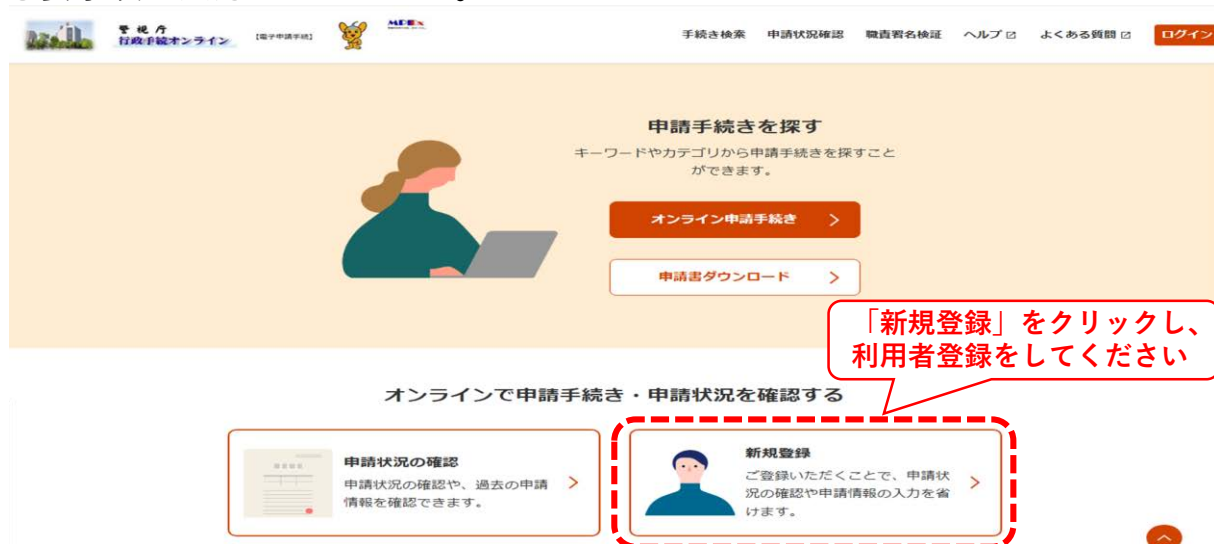 警視庁
行政手続オンライン
【電子申請手続】
手続き検索 申請状況確認 職責署名検証 ヘルプ よくある質問 ログイン
申請手続きを探す
キーワードやカテゴリから申請手続きを探すこと
ができます。
オンライン申請手続き
申請書ダウンロード
「新規登録」をクリックし、
利用者登録をしてください
オンラインで申請手続き・申請状況を確認する
申請状況の確認
申請状況の確認や、過去の申請
情報を確認できます。
新規登録
ご登録いただくことで、申請状
況の確認や申請情報の入力を省
けます。